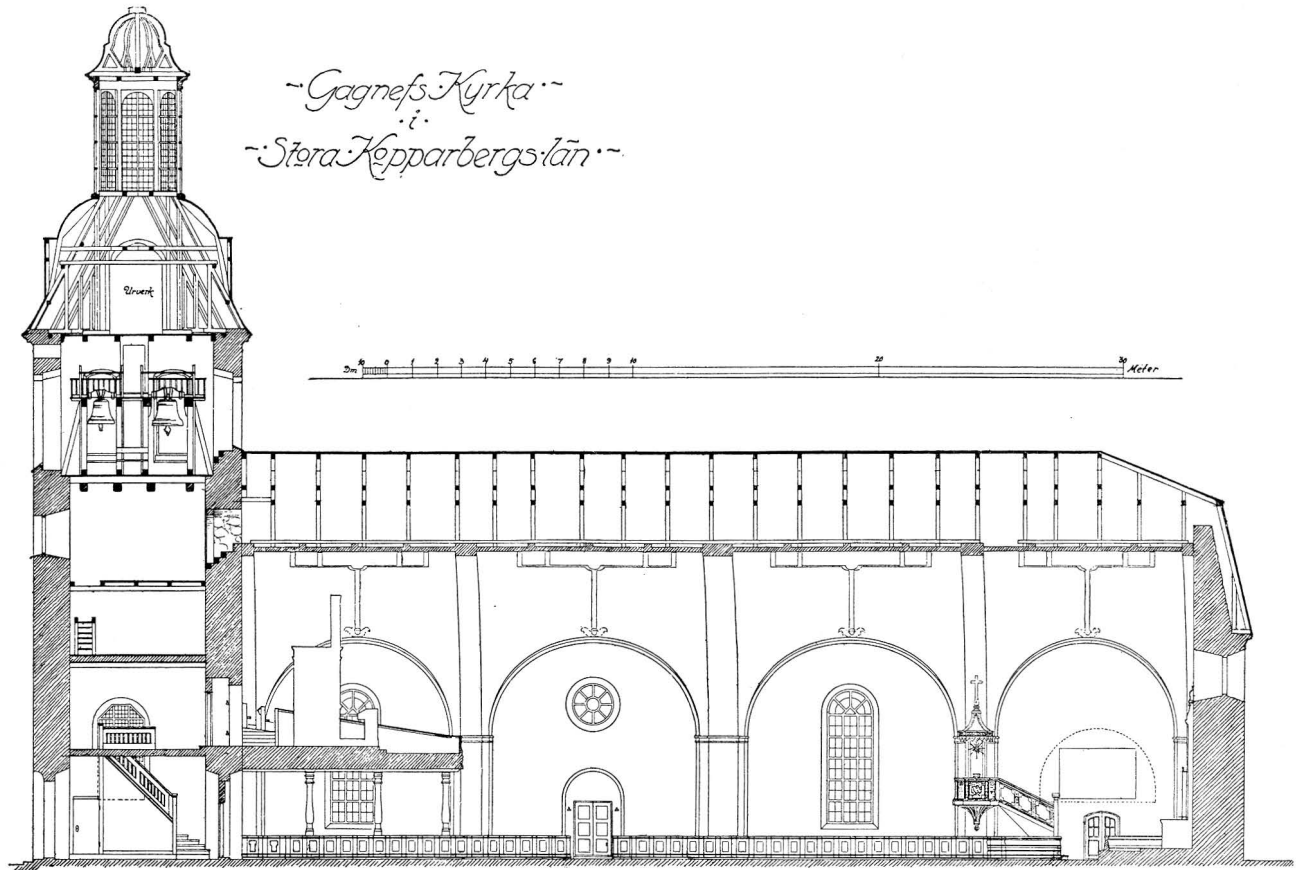 ~Gagnefs·Kyrka·~
·i·
~·Stora·Kopparbergs·län·~
Urverk
Dm 10 0 1 2 3 4 5 6 7 8 9 10 20 30 Meter